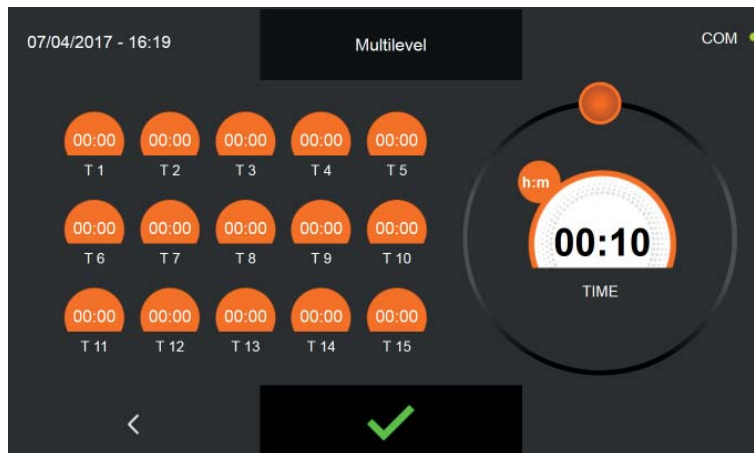 07/04/2017 - 16:19
Multilevel
COM
00:00 00:00 00:00 00:00 00:00
T 1 T 2 T 3 T 4 T 5
00:00 00:00 00:00 00:00 00:00
T 6 T 7 T 8 T 9 T 10
00:00 00:00 00:00 00:00 00:00
T 11 T 12 T 13 T 14 T 15
h:m
00:10
TIME